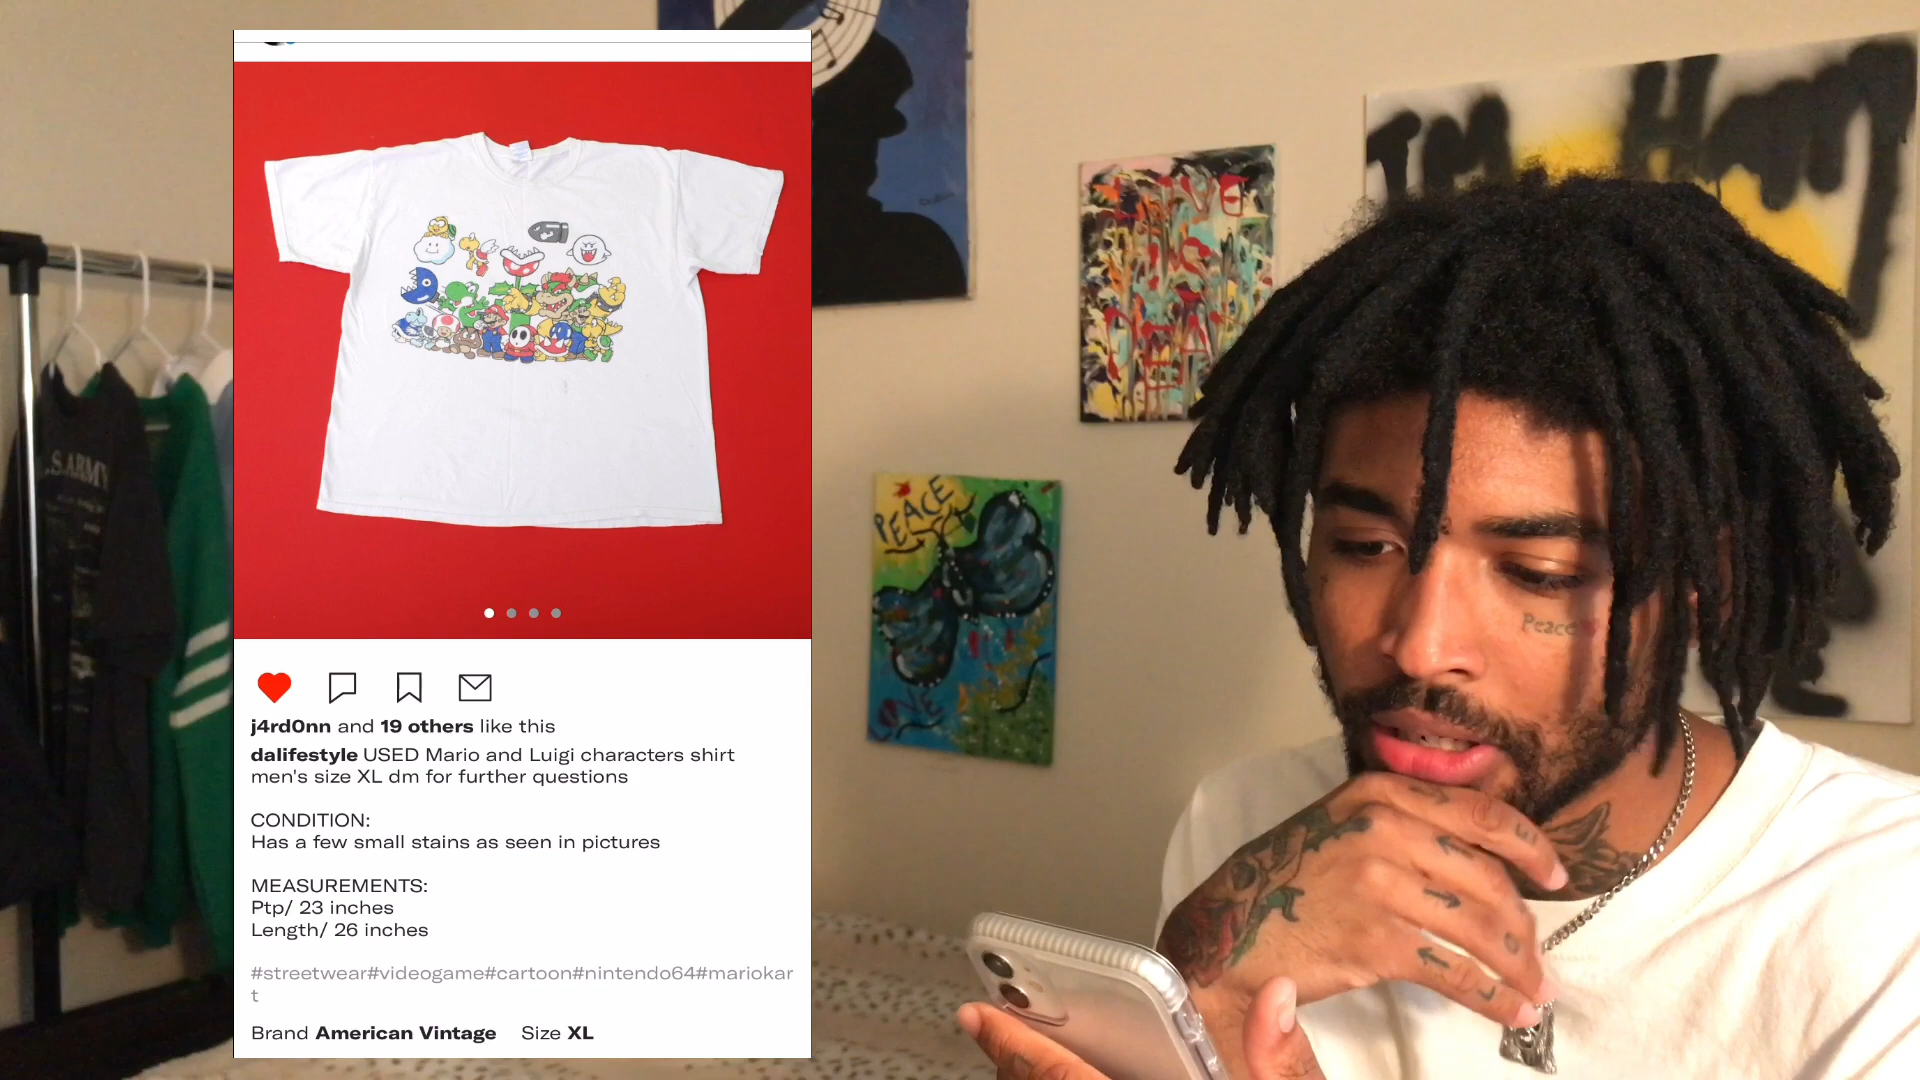 j4rd0nn and 19 others like this
dalifestyle USED Mario and Luigi characters shirt
men's size XL dm for further questions
CONDITION:
Has a few small stains as seen in pictures
MEASUREMENTS:
Ptp/ 23 inches
Length/ 26 inches
#streetwear#videogame#cartoon#nintendo64#mariokar
t
Brand American Vintage Size XL
.S.ARMY
PEACE
LOVE
I'M H
Peace